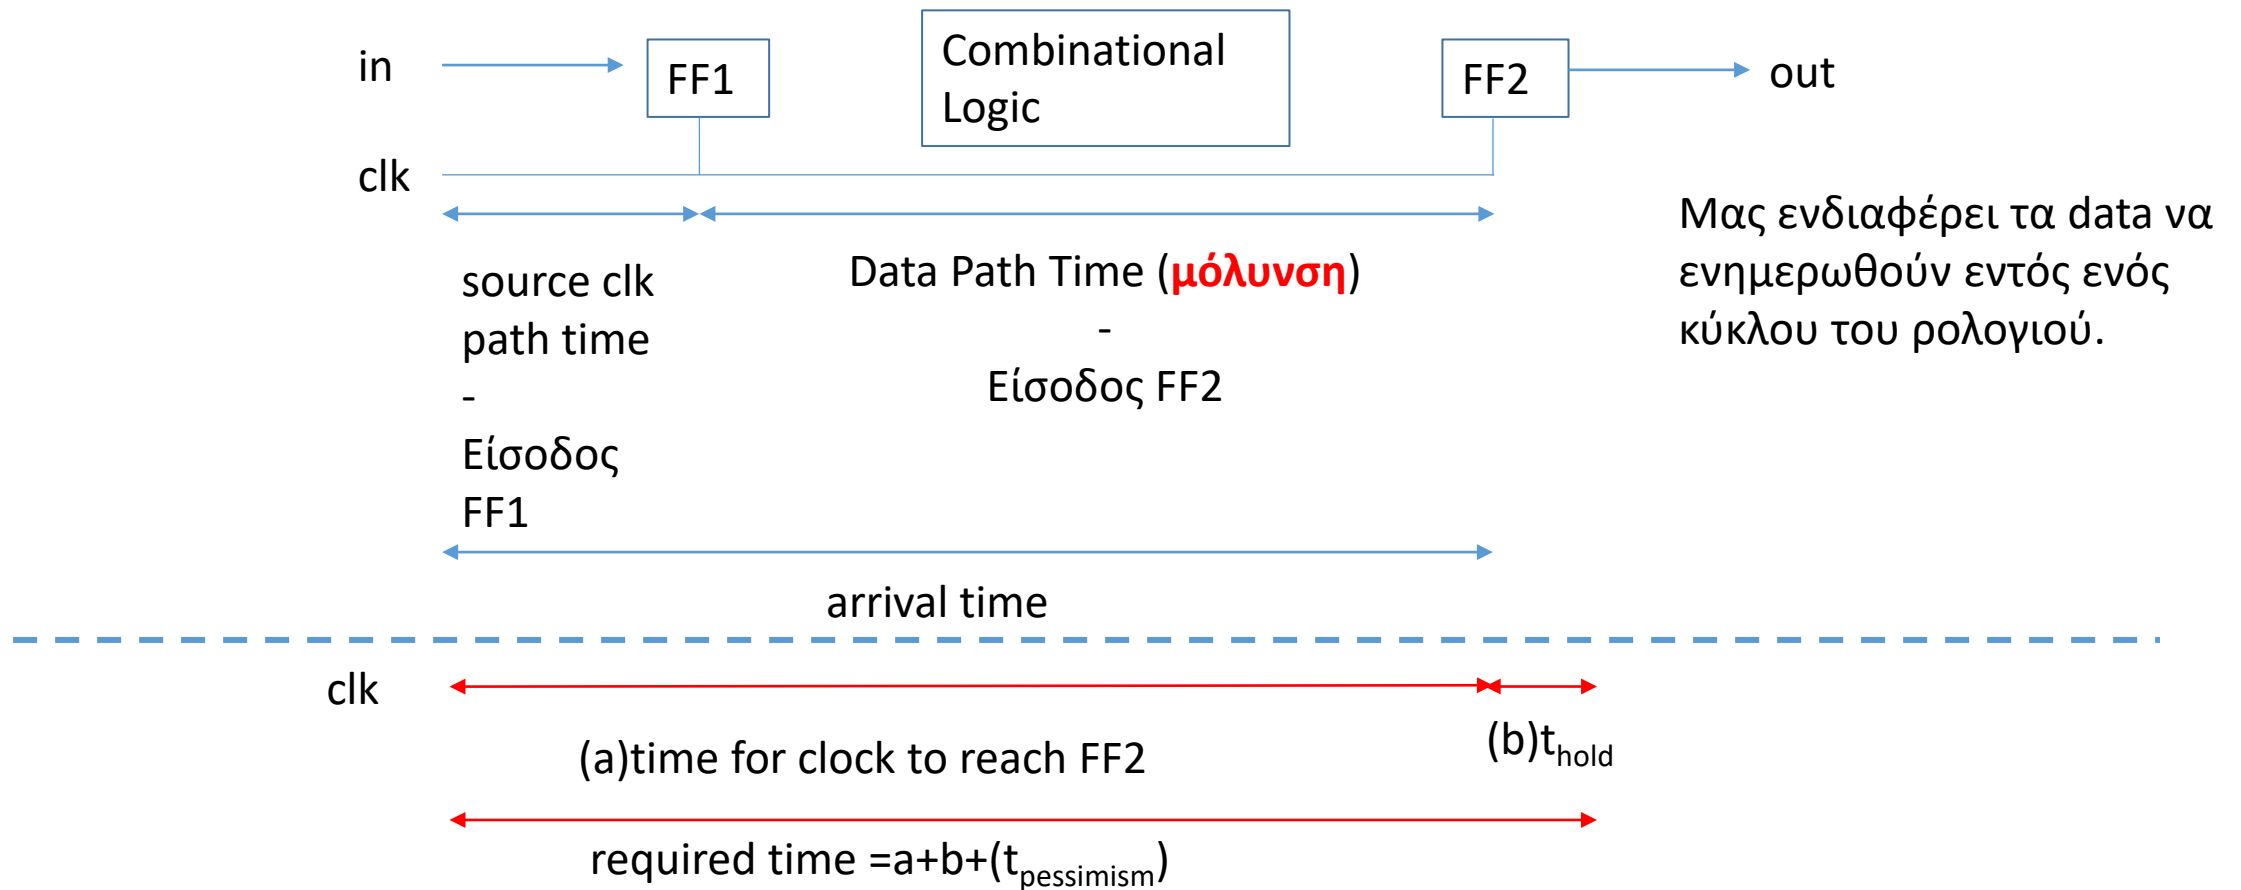 in
FF1
Combinational
Logic
FF2
out
clk
source clk
path time
-
Είσοδος
FF1
Data Path Time (μόλυνση)
-
Είσοδος FF2
Μας ενδιαφέρει τα data να
ενημερωθούν εντός ενός
κύκλου του ρολογιού.
arrival time
clk
(a)time for clock to reach FF2
(b)t_hold
required time =a+b+(t_pessimism)